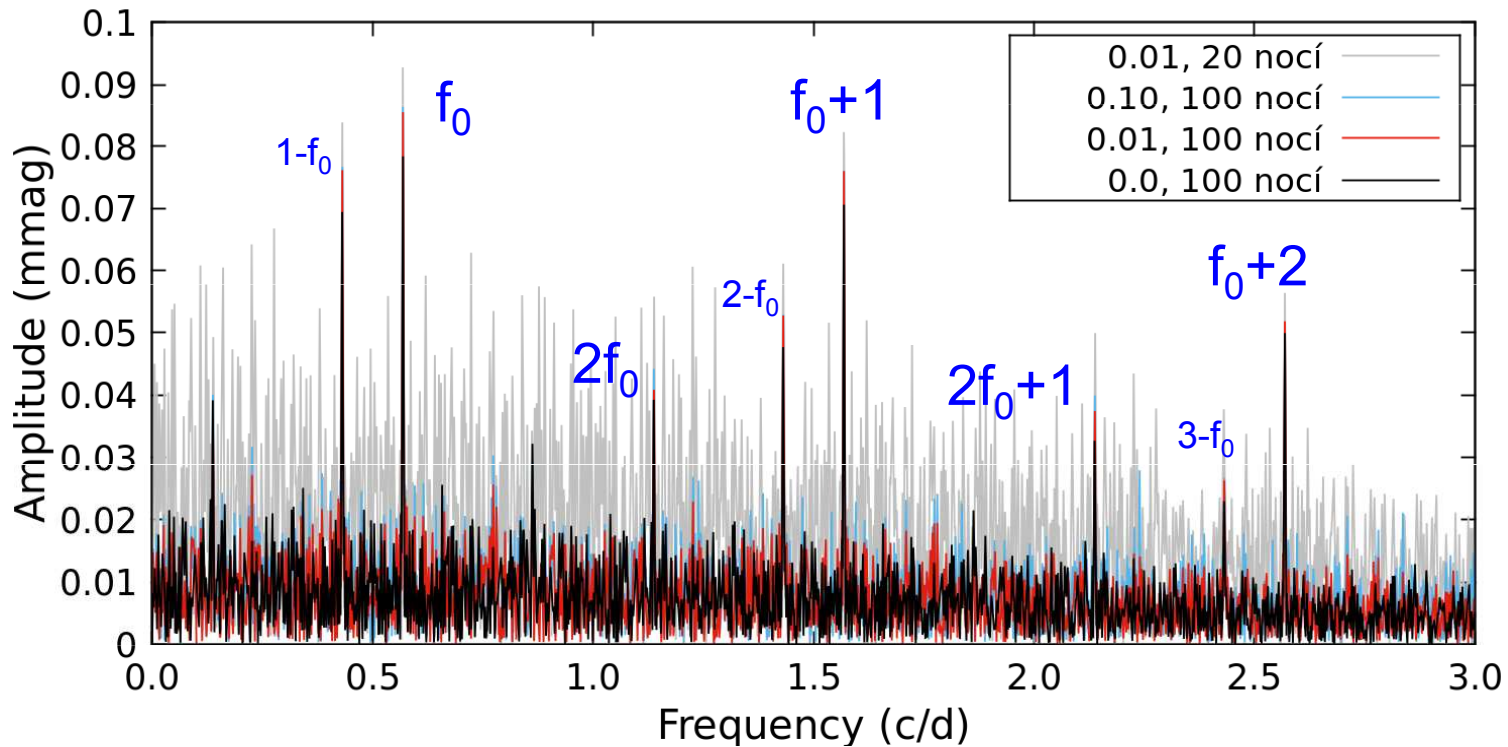 0.1
0.09
0.08
0.07
0.06
0.05
0.04
0.03
0.02
0.01
0
Amplitude (mmag)
0.01, 20 nocí
0.10, 100 nocí
0.01, 100 nocí
0.0, 100 nocí
1-f₀
f₀
f₀+1
2-f₀
f₀+2
2f₀
2f₀+1
3-f₀
0.0 0.5 1.0 1.5 2.0 2.5 3.0
Frequency (c/d)